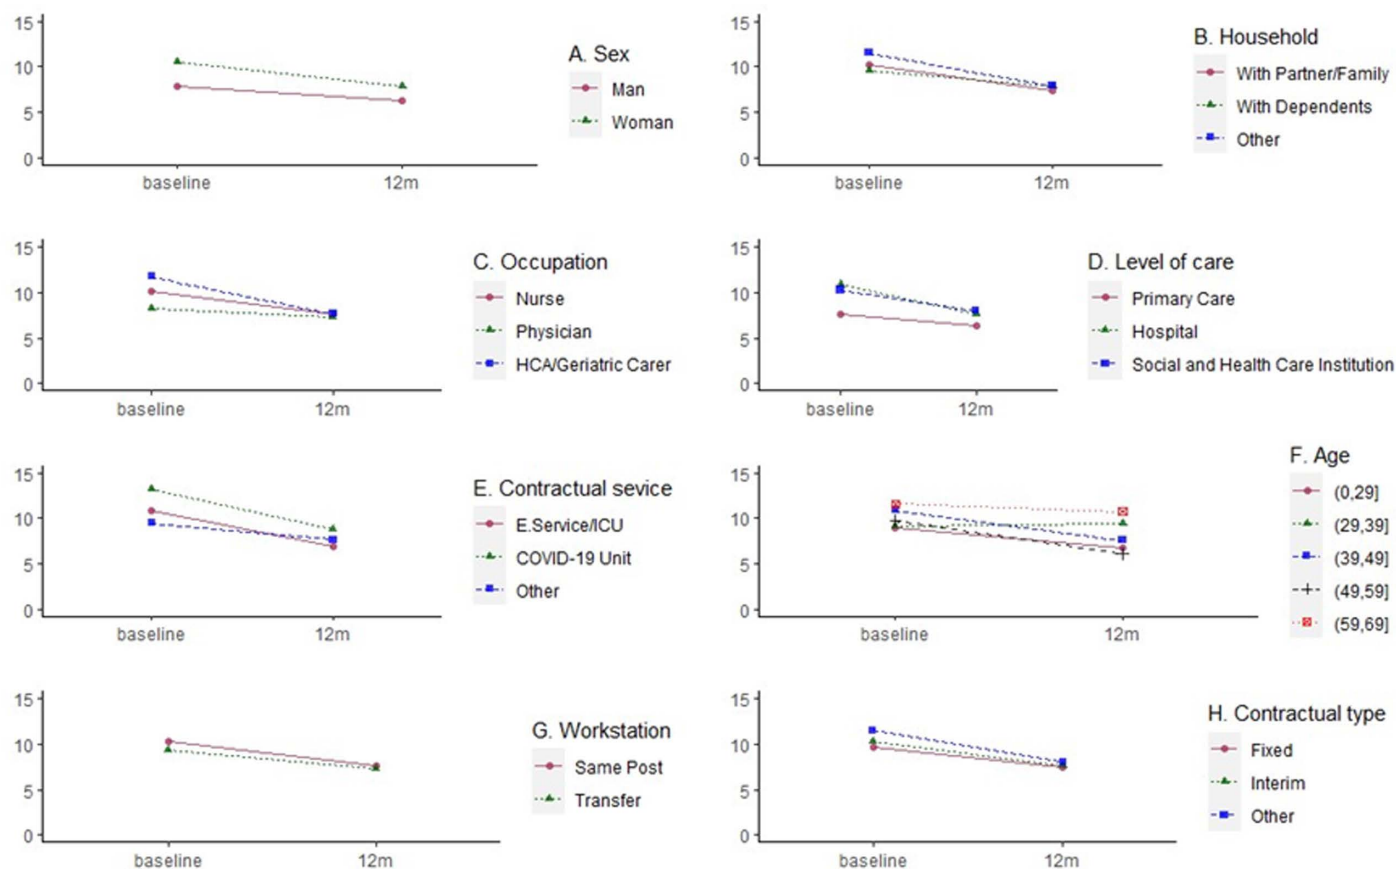 A. Sex
15
10
5
0
Man
Woman
baseline 12m
B. Household
15
10
5
0
With Partner/Family
With Dependents
Other
baseline 12m
C. Occupation
15
10
5
0
Nurse
Physician
HCA/Geriatric Carer
baseline 12m
D. Level of care
15
10
5
0
Primary Care
Hospital
Social and Health Care Institution
baseline 12m
E. Contractual sevice
15
10
5
0
E.Service/ICU
COVID-19 Unit
Other
baseline 12m
F. Age
15
10
5
0
(0,29]
(29,39]
(39,49]
(49,59]
(59,69]
baseline 12m
G. Workstation
15
10
5
0
Same Post
Transfer
baseline 12m
H. Contractual type
15
10
5
0
Fixed
Interim
Other
baseline 12m